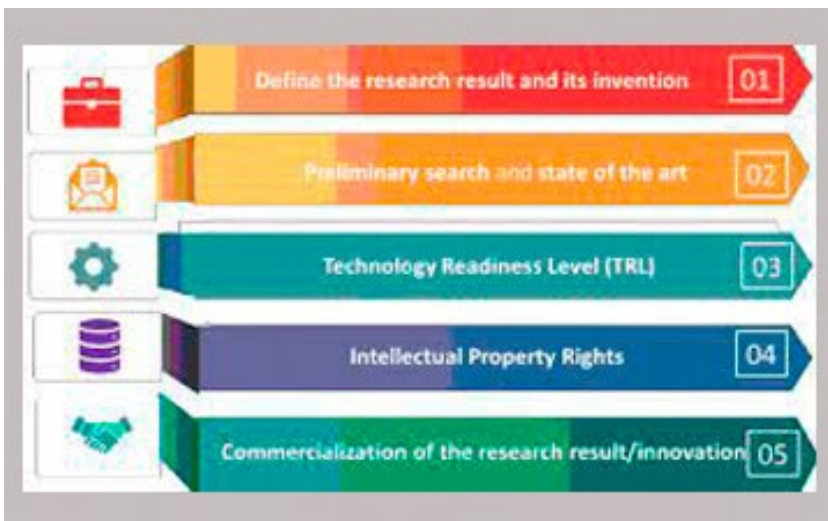 Define the research result and its invention 01
Preliminary search and state of the art 02
Technology Readiness Level (TRL) 03
Intellectual Property Rights 04
Commercialization of the research result/innovation 05